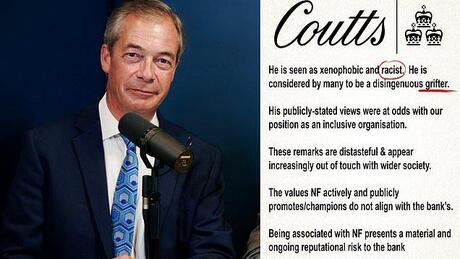 Coutts
He is seen as xenophobic and racist. He is
considered by many to be a disingenuous grifter.
His publicly-stated views were at odds with our
position as an inclusive organisation.
These remarks are distasteful & appear
increasingly out of touch with wider society.
The values NF actively and publicly
promotes/champions do not align with the bank's.
Being associated with NF presents a material and
ongoing reputational risk to the bank